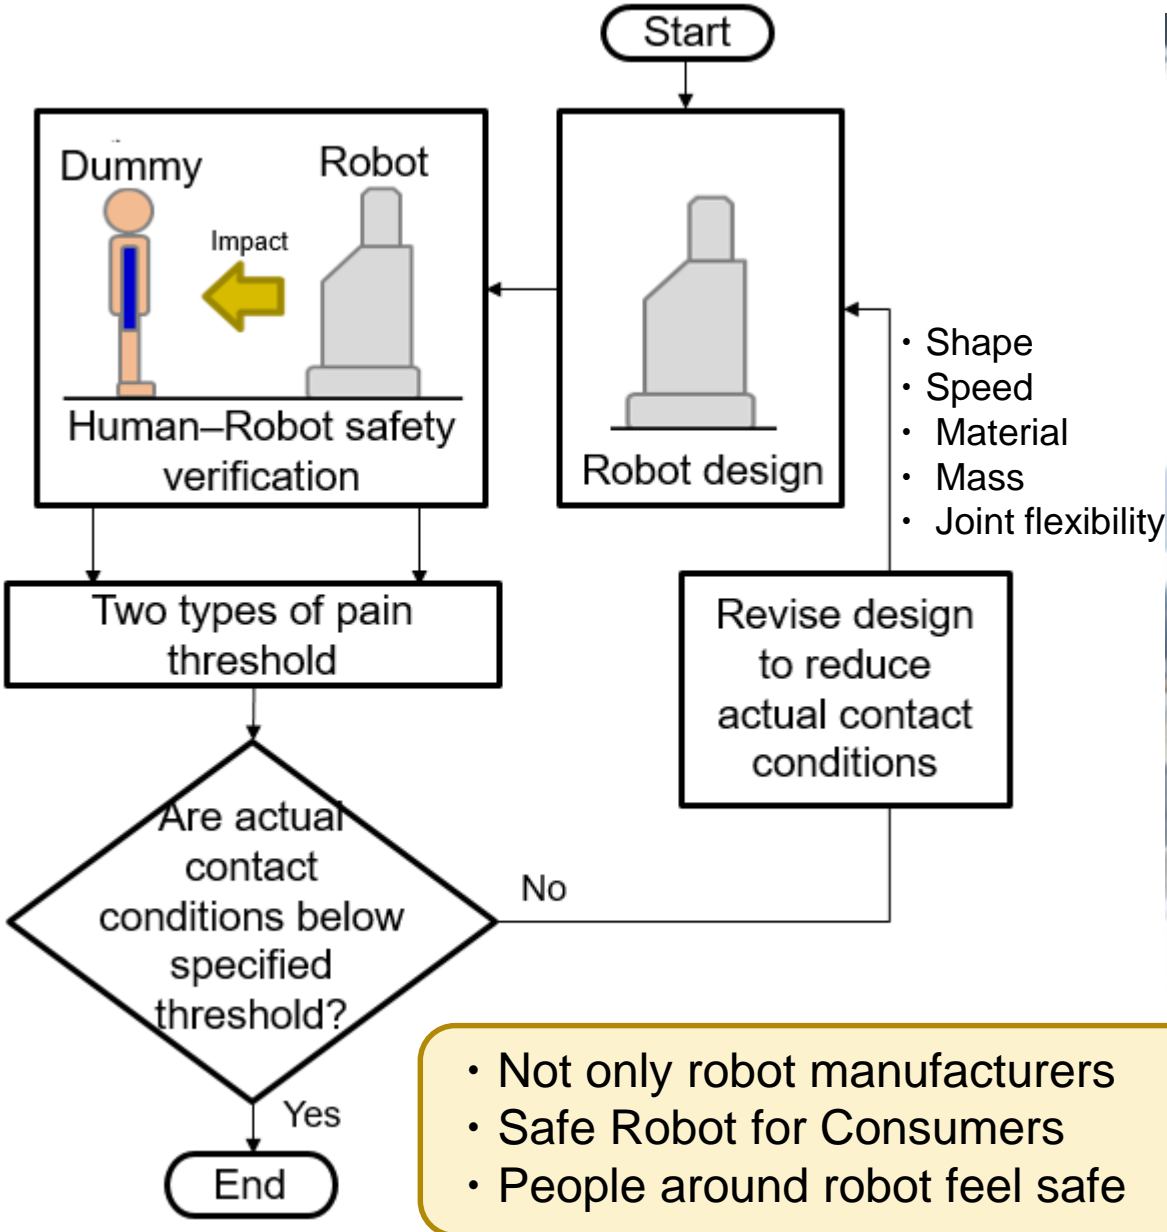 Start
Dummy
Robot
Impact
Human–Robot safety
verification
Robot design
・ Shape
・ Speed
・ Material
・ Mass
・ Joint flexibility
Two types of pain
threshold
Revise design
to reduce
actual contact
conditions
Are actual
contact
conditions below
specified
threshold?
No
Yes
End
・ Not only robot manufacturers
・ Safe Robot for Consumers
・ People around robot feel safe